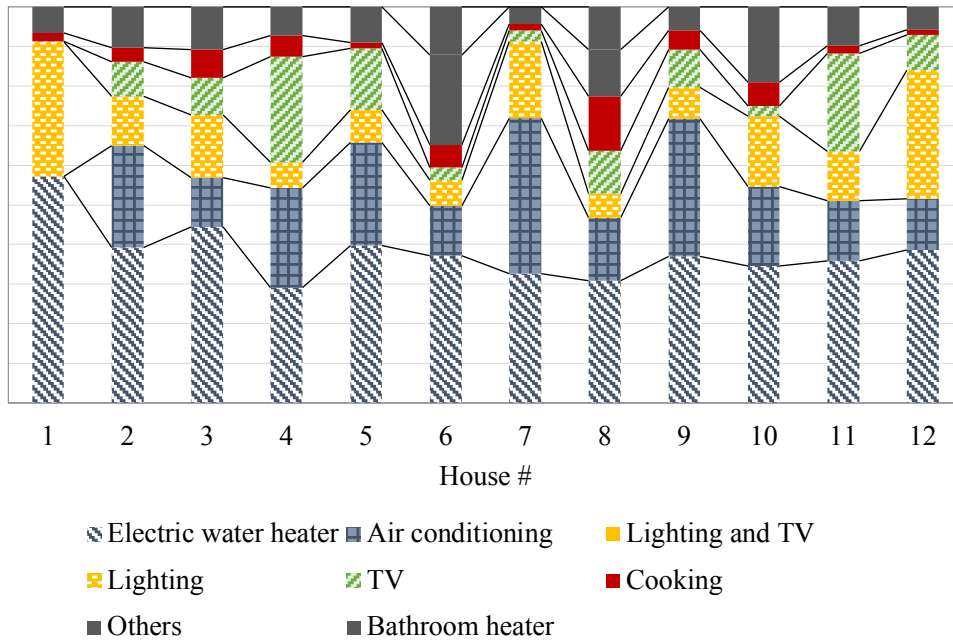 1 2 3 4 5 6 7 8 9 10 11 12
House #
Electric water heater Air conditioning Lighting and TV
Lighting TV Cooking
Others Bathroom heater